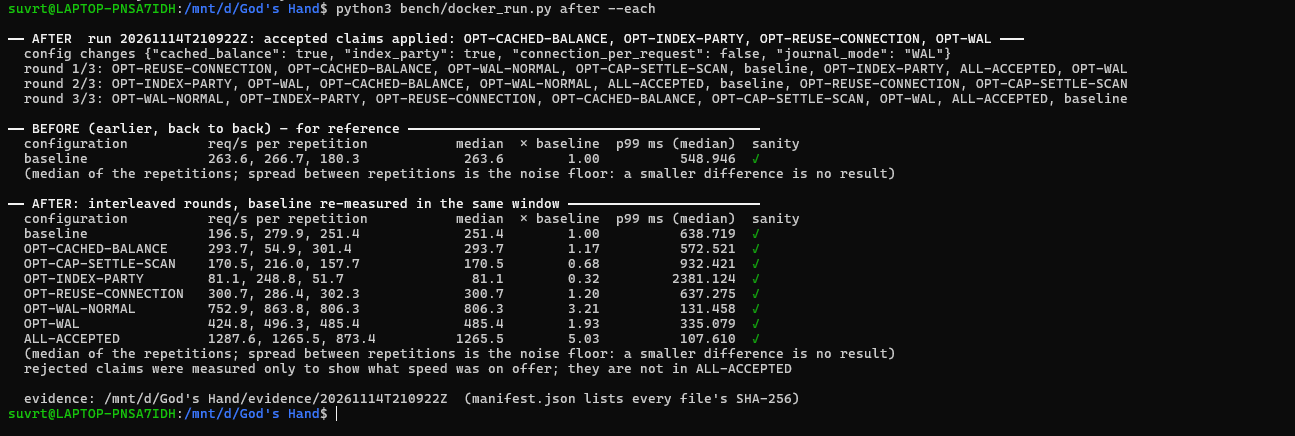 suvrt@LAPTOP-PNSA7IDH:/mnt/d/God's Hand$ python3 bench/docker_run.py after --each
── AFTER  run 20261114T210922Z: accepted claims applied: OPT-CACHED-BALANCE, OPT-INDEX-PARTY, OPT-REUSE-CONNECTION, OPT-WAL ───
config changes {"cached_balance": true, "index_party": true, "connection_per_request": false, "journal_mode": "WAL"}
round 1/3: OPT-REUSE-CONNECTION, OPT-CACHED-BALANCE, OPT-WAL-NORMAL, OPT-CAP-SETTLE-SCAN, baseline, OPT-INDEX-PARTY, ALL-ACCEPTED, OPT-WAL
round 2/3: OPT-INDEX-PARTY, OPT-WAL, OPT-CACHED-BALANCE, OPT-WAL-NORMAL, ALL-ACCEPTED, baseline, OPT-REUSE-CONNECTION, OPT-CAP-SETTLE-SCAN
round 3/3: OPT-WAL-NORMAL, OPT-INDEX-PARTY, OPT-REUSE-CONNECTION, OPT-CACHED-BALANCE, OPT-CAP-SETTLE-SCAN, OPT-WAL, ALL-ACCEPTED, baseline
── BEFORE (earlier, back to back) — for reference ──────────
configuration          req/s per repetition           median  × baseline  p99 ms (median)  sanity
baseline               263.6, 266.7, 180.3             263.6        1.00          548.946  ✓
(median of the repetitions; spread between repetitions is the noise floor: a smaller difference is no result)
── AFTER: interleaved rounds, baseline re-measured in the same window ──────────
configuration          req/s per repetition           median  × baseline  p99 ms (median)  sanity
baseline               196.5, 279.9, 251.4             251.4        1.00          638.719  ✓
OPT-CACHED-BALANCE     293.7, 54.9, 301.4              293.7        1.17          572.521  ✓
OPT-CAP-SETTLE-SCAN    170.5, 216.0, 157.7             170.5        0.68          932.421  ✓
OPT-INDEX-PARTY        81.1, 248.8, 51.7                81.1        0.32         2381.124  ✓
OPT-REUSE-CONNECTION   300.7, 286.4, 302.3             300.7        1.20          637.275  ✓
OPT-WAL-NORMAL         752.9, 863.8, 806.3             806.3        3.21          131.458  ✓
OPT-WAL                424.8, 496.3, 485.4             485.4        1.93          335.079  ✓
ALL-ACCEPTED           1287.6, 1265.5, 873.4          1265.5        5.03          107.610  ✓
(median of the repetitions; spread between repetitions is the noise floor: a smaller difference is no result)
rejected claims were measured only to show what speed was on offer; they are not in ALL-ACCEPTED
evidence: /mnt/d/God's Hand/evidence/20261114T210922Z  (manifest.json lists every file's SHA-256)
suvrt@LAPTOP-PNSA7IDH:/mnt/d/God's Hand$